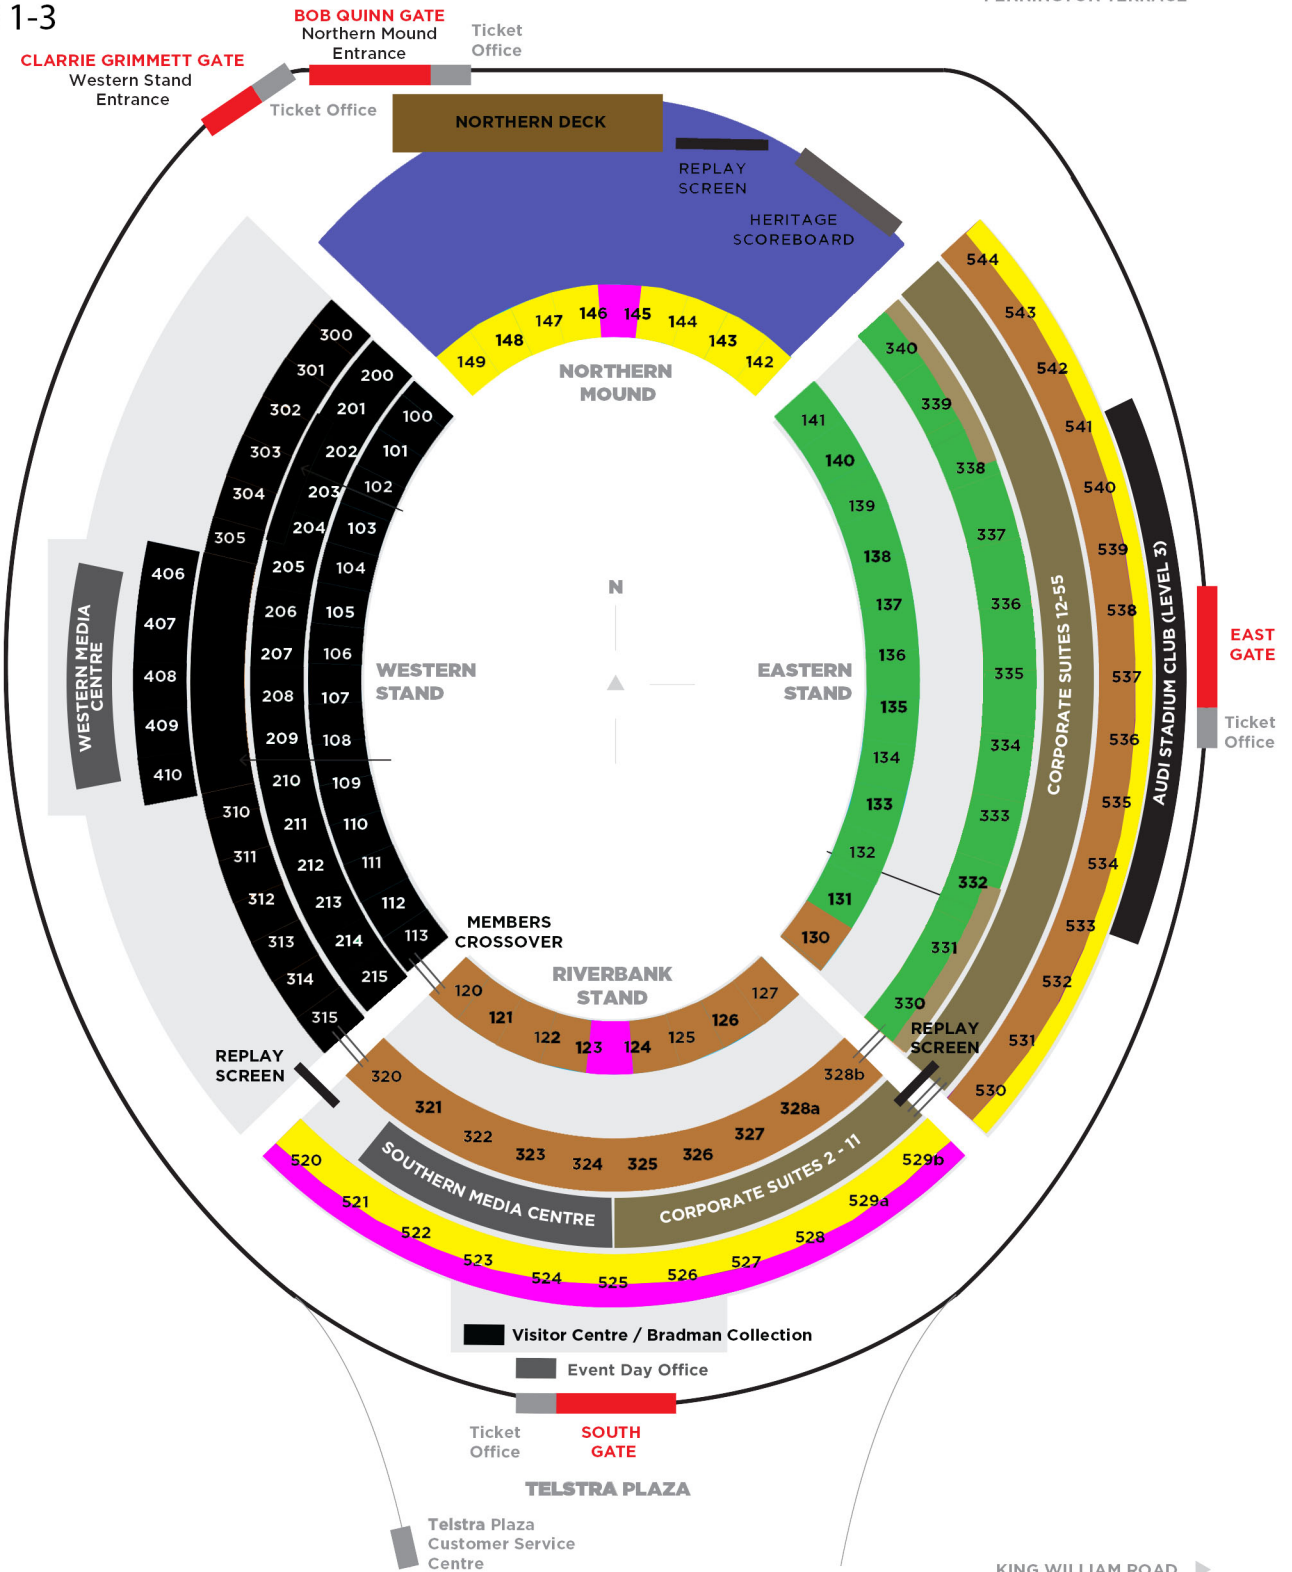 1-3
BOB QUINN GATE
Northern Mound
Entrance
Ticket
Office
CLARRIE GRIMMETT GATE
Western Stand
Entrance
Ticket Office
NORTHERN DECK
REPLAY
SCREEN
HERITAGE
SCOREBOARD
149
148
147
146
145
144
143
142
NORTHERN
MOUND
300
301
302
303
304
305
200
201
202
203
204
205
206
207
208
209
210
211
212
213
214
215
100
101
102
103
104
105
106
107
108
109
110
111
112
113
310
311
312
313
314
315
406
407
408
409
410
WESTERN MEDIA
CENTRE
WESTERN
STAND
N
EASTERN
STAND
141
140
139
138
137
136
135
134
133
132
131
130
340
339
338
337
336
335
334
333
332
331
330
CORPORATE SUITES 12-55
544
543
542
541
540
539
538
537
536
535
534
533
532
531
530
AUDI STADIUM CLUB (LEVEL 3)
EAST
GATE
Ticket
Office
MEMBERS
CROSSOVER
RIVERBANK
STAND
120
121
122
123
124
125
126
127
REPLAY
SCREEN
REPLAY
SCREEN
320
321
322
323
324
325
326
327
328a
328b
SOUTHERN MEDIA CENTRE
CORPORATE SUITES 2 - 11
520
521
522
523
524
525
526
527
528
529a
529b
Visitor Centre / Bradman Collection
Event Day Office
Ticket
Office
SOUTH
GATE
TELSTRA PLAZA
Telstra Plaza
Customer Service
Centre
KING WILLIAM ROAD